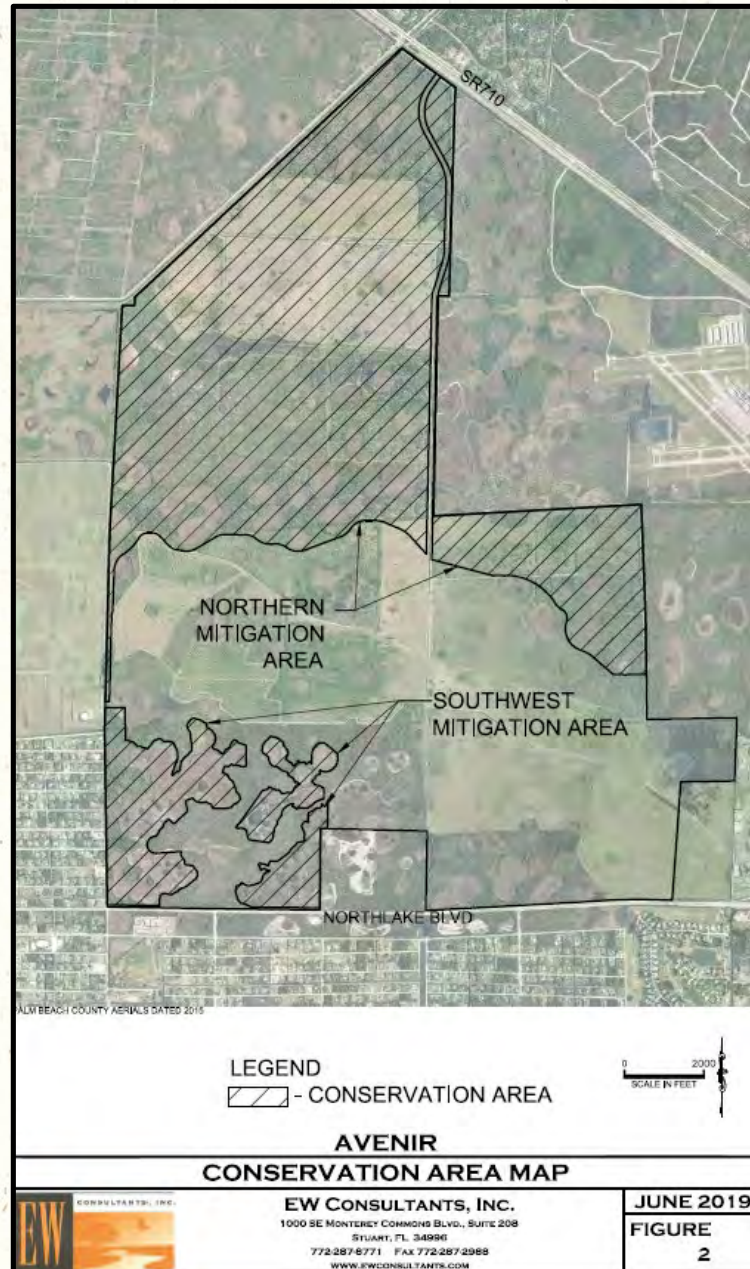 SR710
NORTHERN
MITIGATION
AREA
SOUTHWEST
MITIGATION AREA
NORTHLAKE BLVD
PALM BEACH COUNTY AERIALS DATED 2015
LEGEND
- CONSERVATION AREA
0 2000
SCALE IN FEET
AVENIR
CONSERVATION AREA MAP
EW
CONSULTANTS, INC.
EW CONSULTANTS, INC.
1000 SE MONTEREY COMMONS BLVD., SUITE 208
STUART, FL 34996
772-287-8771 FAX 772-287-2988
WWW.EWCONSULTANTS.COM
JUNE 2019
FIGURE
2